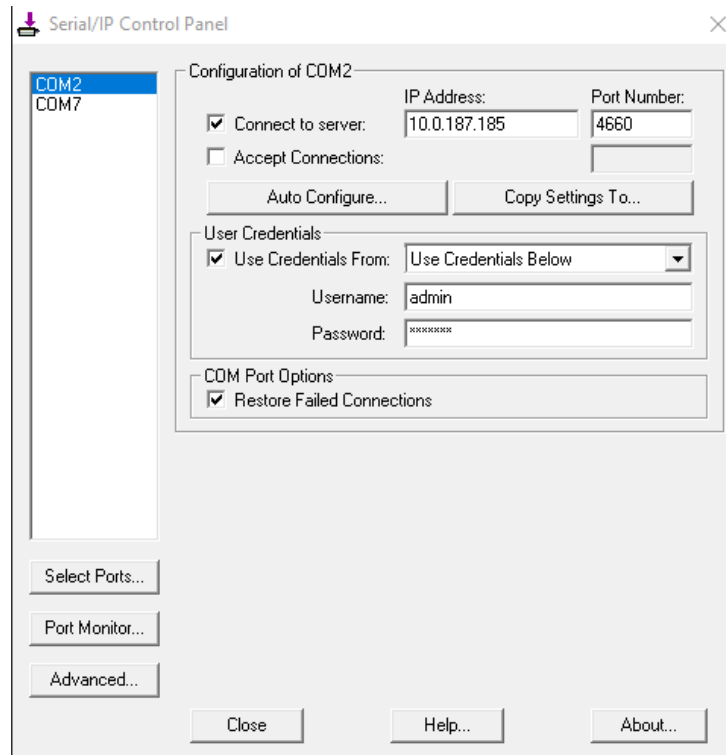 Serial/IP Control Panel
COM2
COM7
Configuration of COM2
IP Address: Port Number:
Connect to server: 10.0.187.185 4660
Accept Connections:
Auto Configure... Copy Settings To...
User Credentials
Use Credentials From: Use Credentials Below
Username: admin
Password: *******
COM Port Options
Restore Failed Connections
Select Ports...
Port Monitor...
Advanced...
Close Help... About...